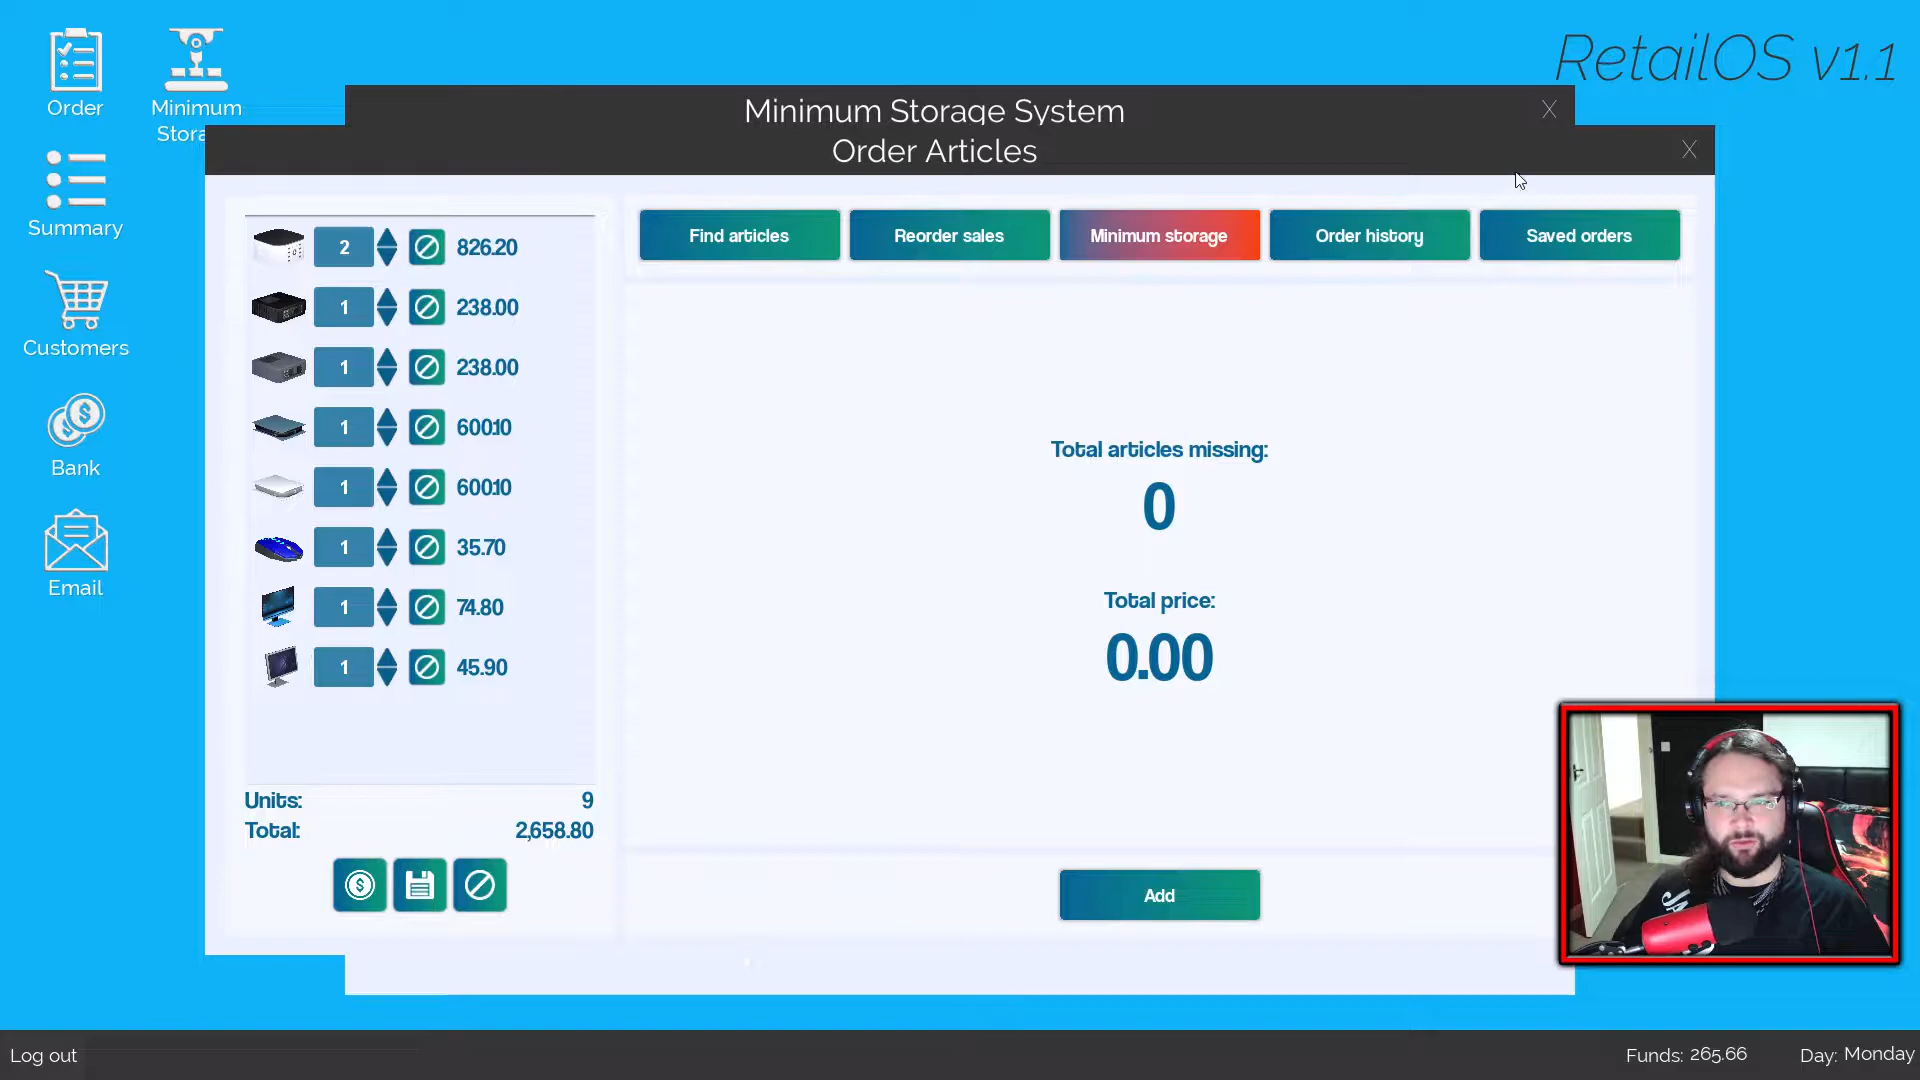 RetailOS v1.1
Order
Minimum
Stora
Summary
Customers
Bank
Email
Minimum Storage System
X
Order Articles
X
Find articles
Reorder sales
Minimum storage
Order history
Saved orders
2 826.20
1 238.00
1 238.00
1 600.10
1 600.10
1 35.70
1 74.80
1 45.90
Units: 9
Total: 2,658.80
Total articles missing:
0
Total price:
0.00
Add
Log out
Funds: 265.66
Day: Monday